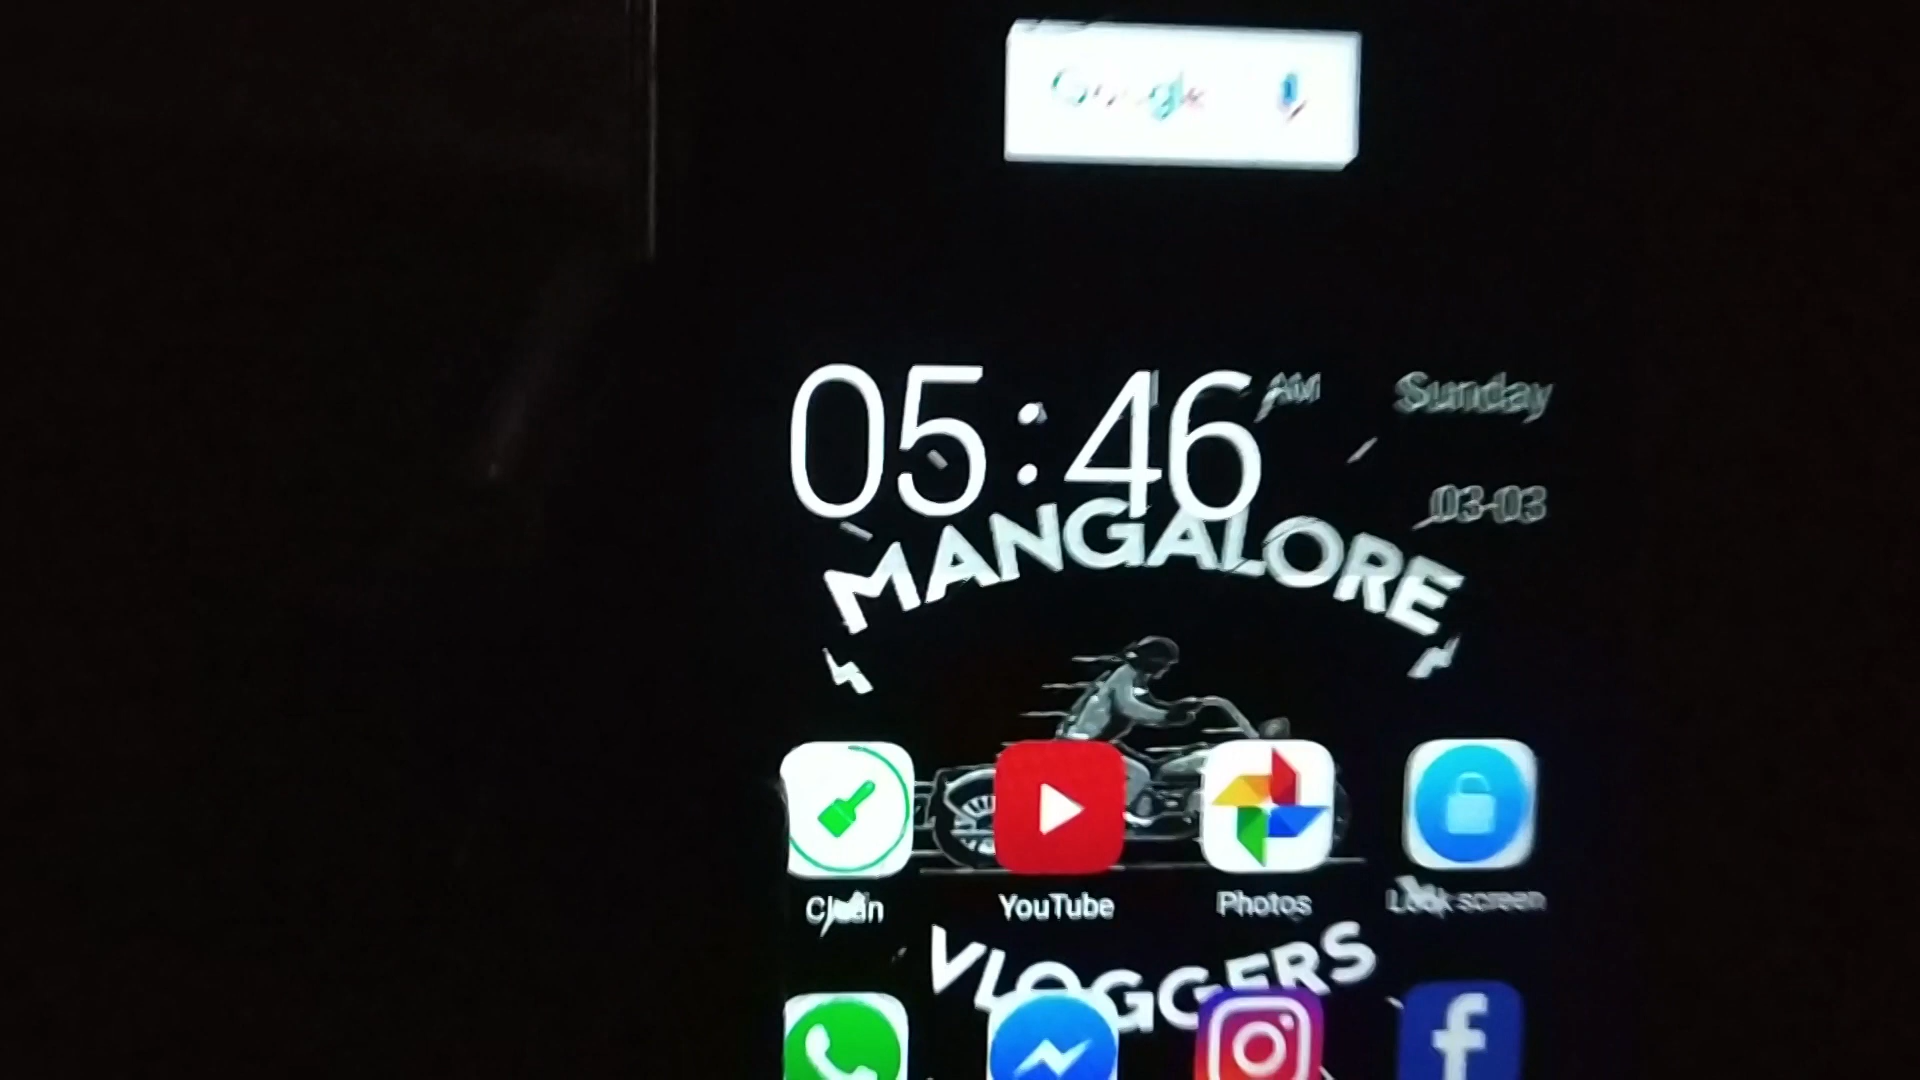 Google
05:46 AM
Sunday
03-03
MANGALORE
Clean
YouTube
Photos
Lock screen
VLOGGERS